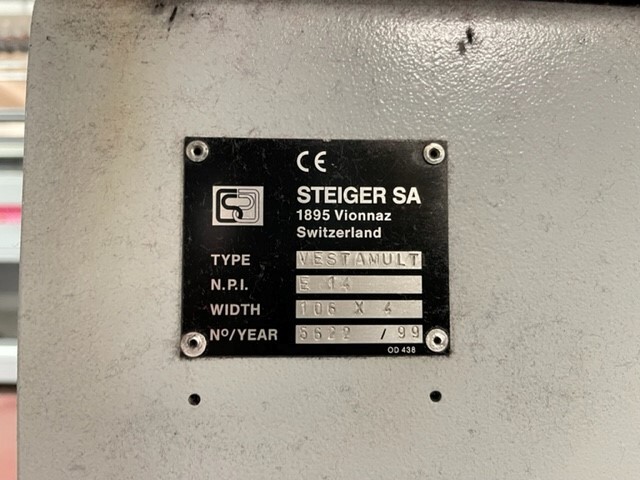 CE
STEIGER SA
1895 Vionnaz
Switzerland
TYPE VESTAMULT
N.P.I. E 14
WIDTH 106 X 4
Nº/YEAR 5622 / 99
OD 438